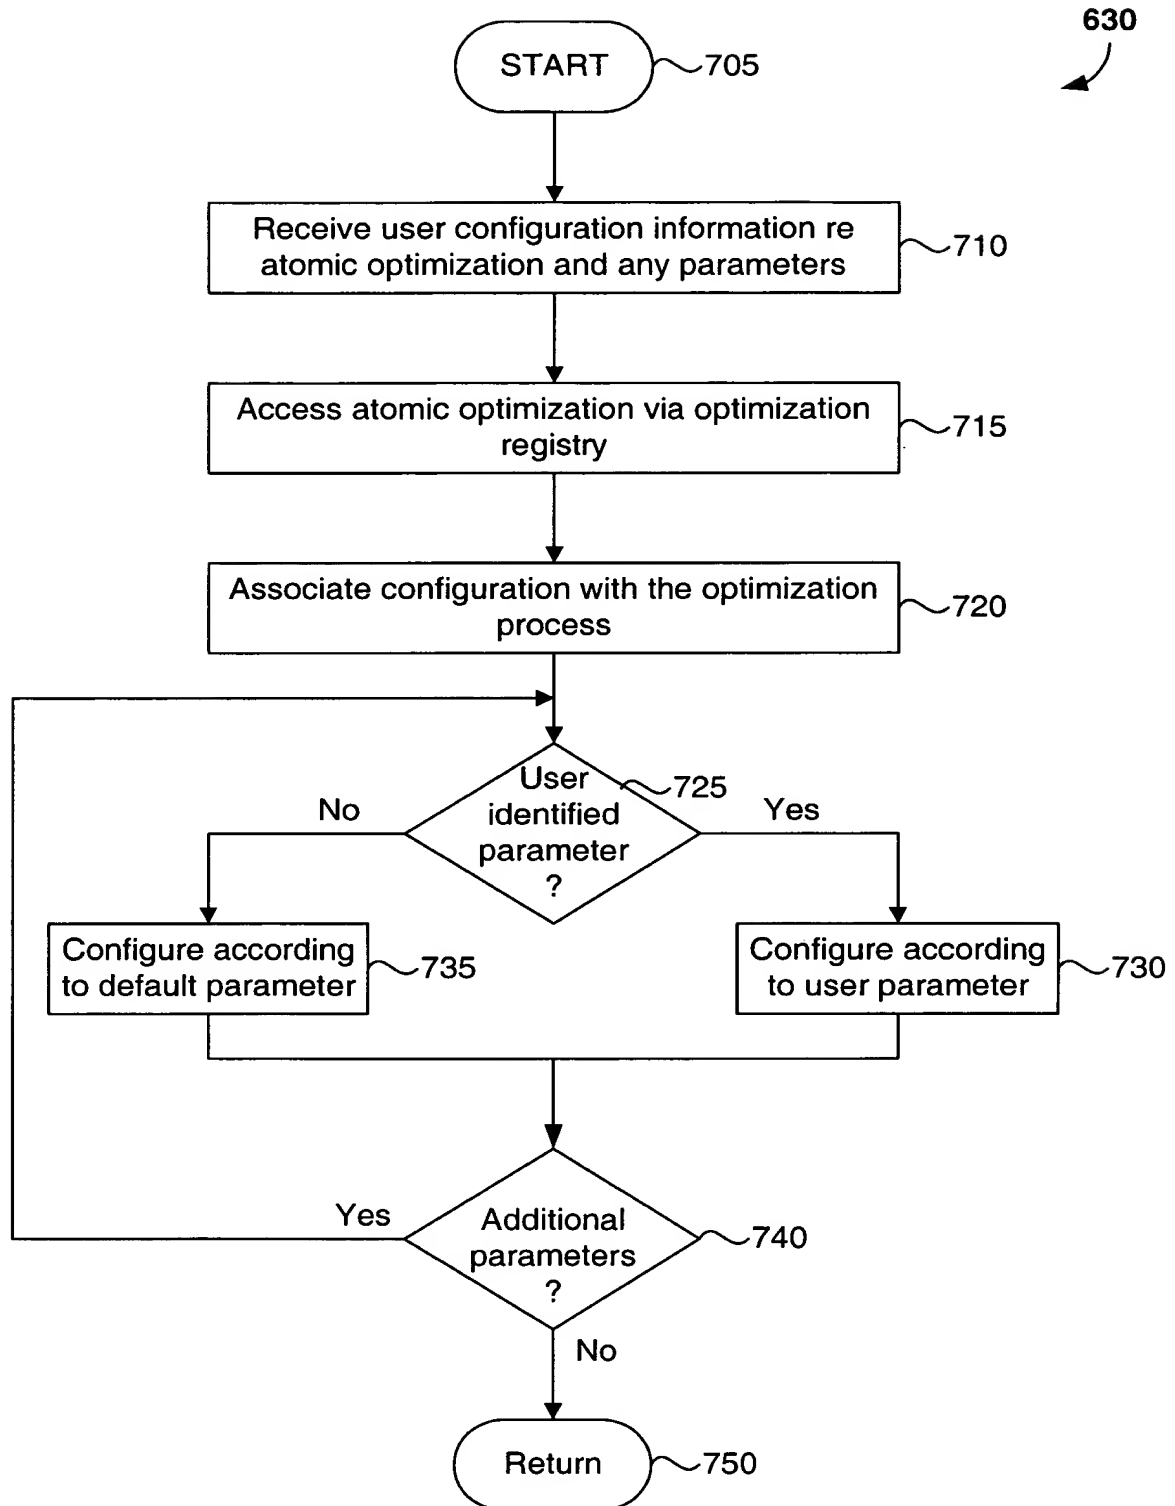 630
START
705
Receive user configuration information re
atomic optimization and any parameters
710
Access atomic optimization via optimization
registry
715
Associate configuration with the optimization
process
720
User
identified
parameter
?
725
No
Yes
Configure according
to default parameter
735
Configure according
to user parameter
730
Yes
Additional
parameters
?
740
No
Return
750